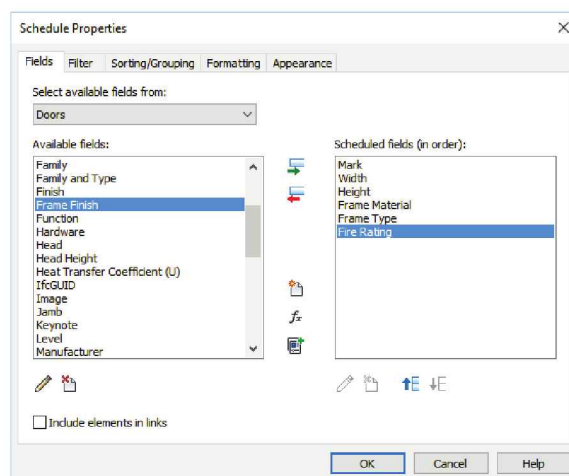 Schedule Properties
Fields Filter Sorting/Grouping Formatting Appearance
Select available fields from:
Doors
Available fields:
Family
Family and Type
Finish
Frame Finish
Function
Hardware
Head
Head Height
Heat Transfer Coefficient (U)
IfcGUID
Image
Jamb
Keynote
Level
Manufacturer
fx
Scheduled fields (in order):
Mark
Width
Height
Frame Material
Frame Type
Fire Rating
Include elements in links
OK Cancel Help